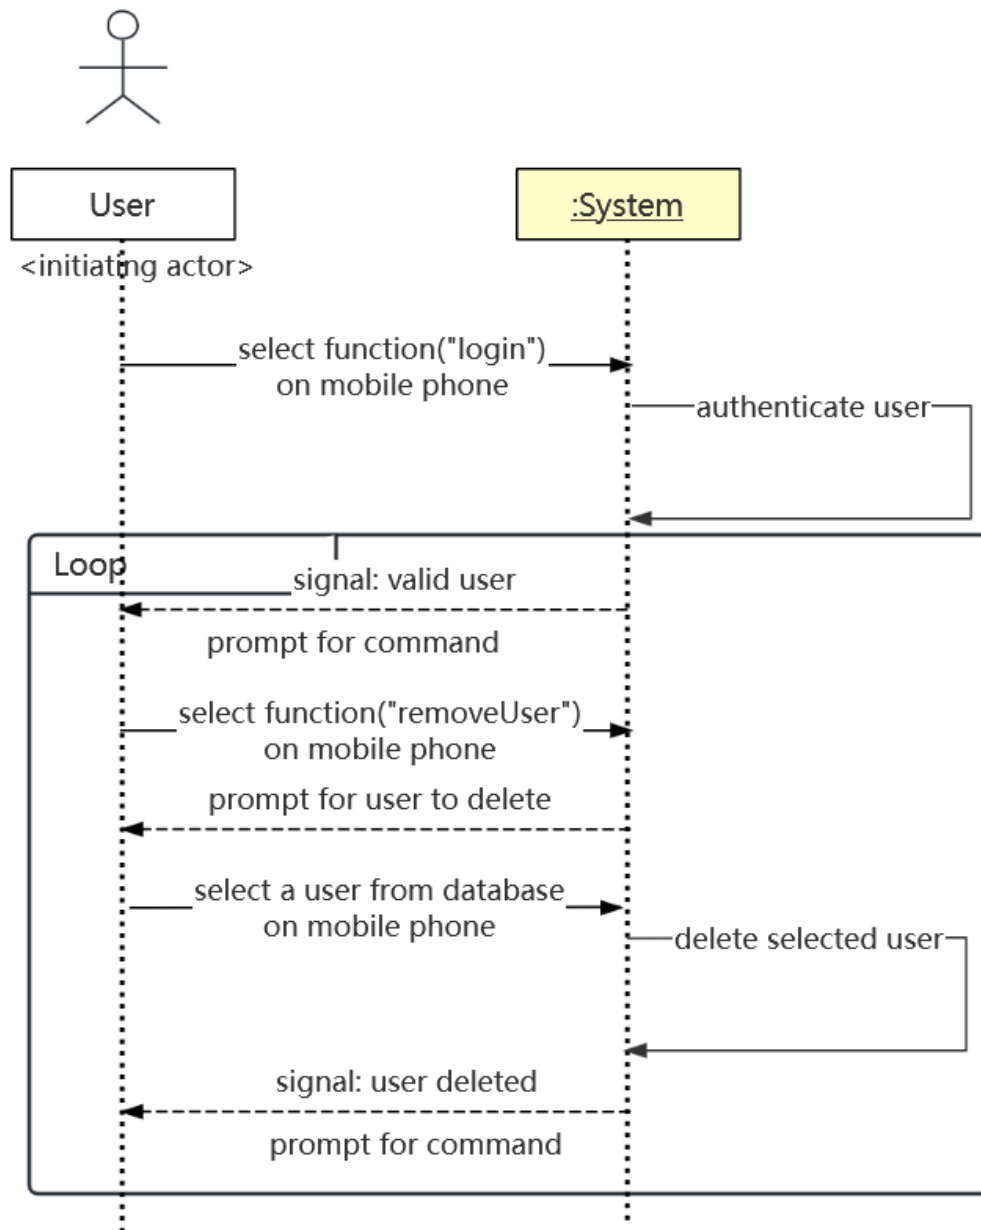 User
:System
<initiating actor>
select function("login")
on mobile phone
authenticate user
Loop
signal: valid user
prompt for command
select function("removeUser")
on mobile phone
prompt for user to delete
select a user from database
on mobile phone
delete selected user
signal: user deleted
prompt for command